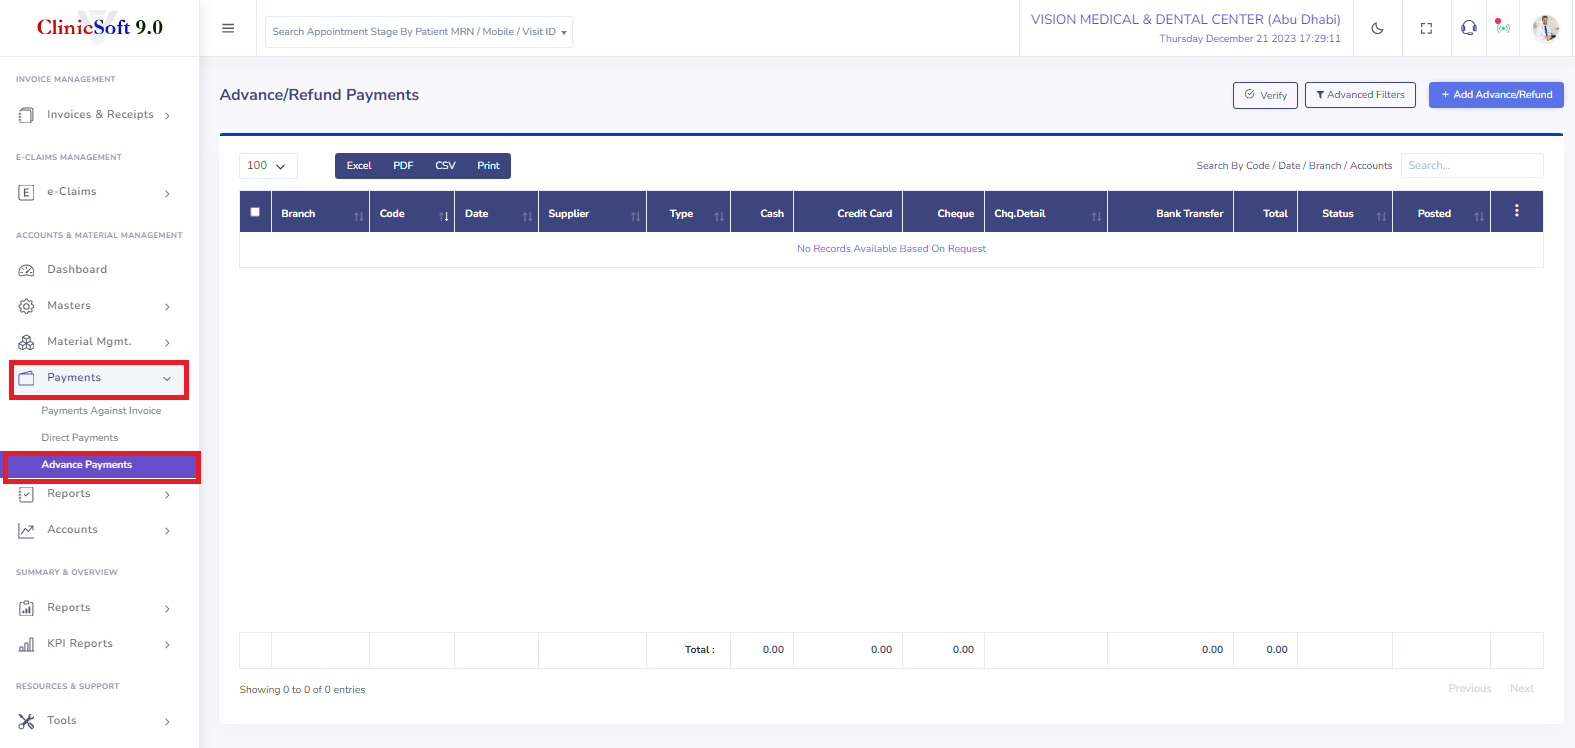 ClinicSoft 9.0
Search Appointment Stage By Patient MRN / Mobile / Visit ID
VISION MEDICAL & DENTAL CENTER (Abu Dhabi)
Thursday December 21 2023 17:29:11
INVOICE MANAGEMENT
Invoices & Receipts
E-CLAIMS MANAGEMENT
E
e-Claims
ACCOUNTS & MATERIAL MANAGEMENT
Dashboard
Masters
Material Mgmt.
Payments
Payments Against Invoice
Direct Payments
Advance Payments
Reports
Accounts
SUMMARY & OVERVIEW
Reports
KPI Reports
RESOURCES & SUPPORT
Tools
Advance/Refund Payments
Verify
Advanced Filters
+ Add Advance/Refund
100
Excel PDF CSV Print
Search By Code / Date / Branch / Accounts
Search...
Branch Code Date Supplier Type Cash Credit Card Cheque Chq.Detail Bank Transfer Total Status Posted
No Records Available Based On Request
Total : 0.00 0.00 0.00 0.00 0.00
Showing 0 to 0 of 0 entries
Previous Next